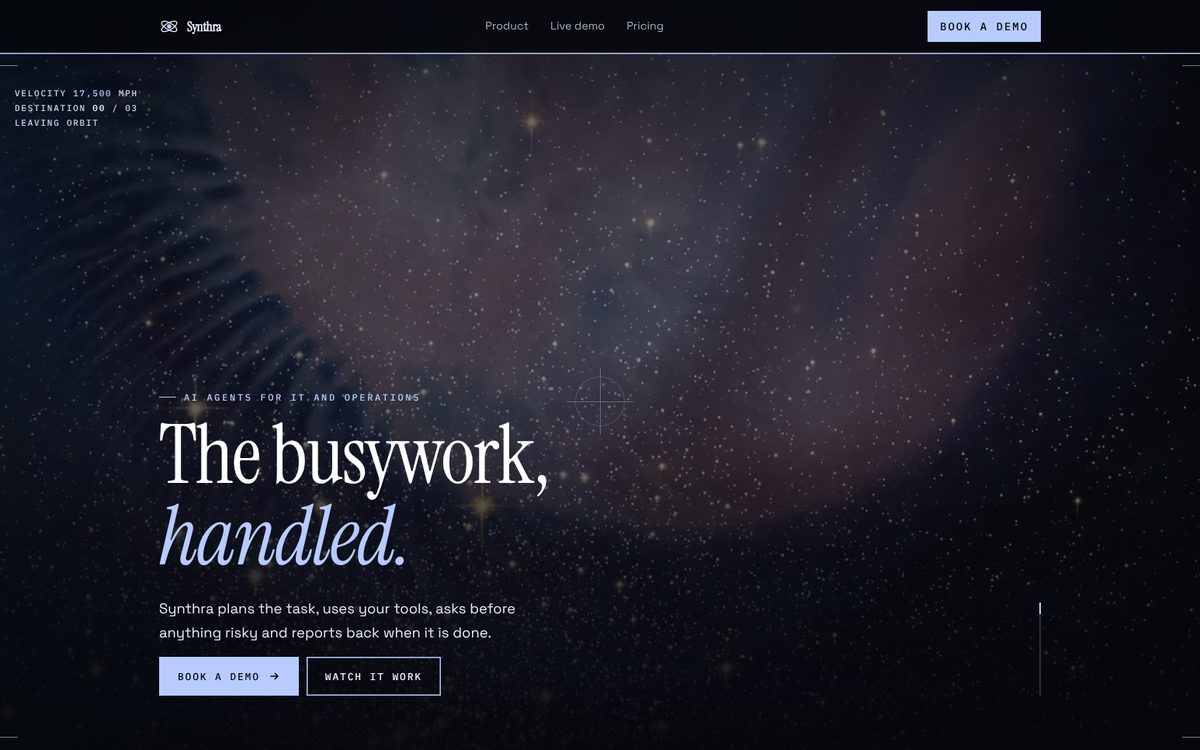 Synthra
Product
Live demo
Pricing
BOOK A DEMO
VELOCITY 17,500 MPH
DESTINATION 00 / 03
LEAVING ORBIT
AI AGENTS FOR IT AND OPERATIONS
The busywork,
handled.
Synthra plans the task, uses your tools, asks before
anything risky and reports back when it is done.
BOOK A DEMO →
WATCH IT WORK